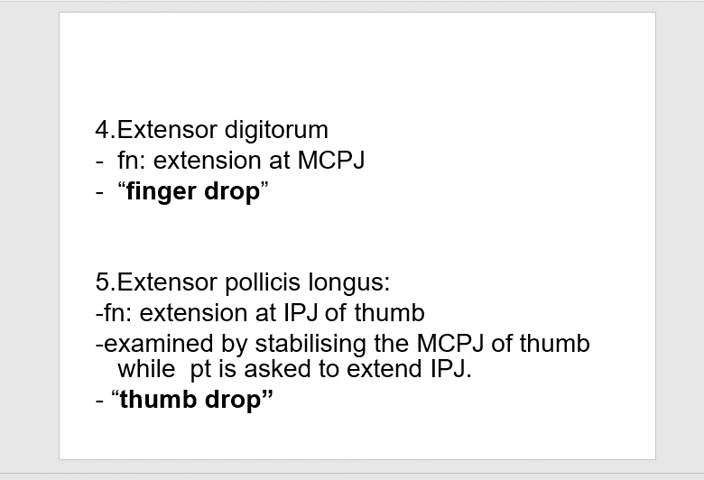 4.Extensor digitorum
- fn: extension at MCPJ
- “finger drop”
5.Extensor pollicis longus:
-fn: extension at IPJ of thumb
-examined by stabilising the MCPJ of thumb
while pt is asked to extend IPJ.
- “thumb drop”